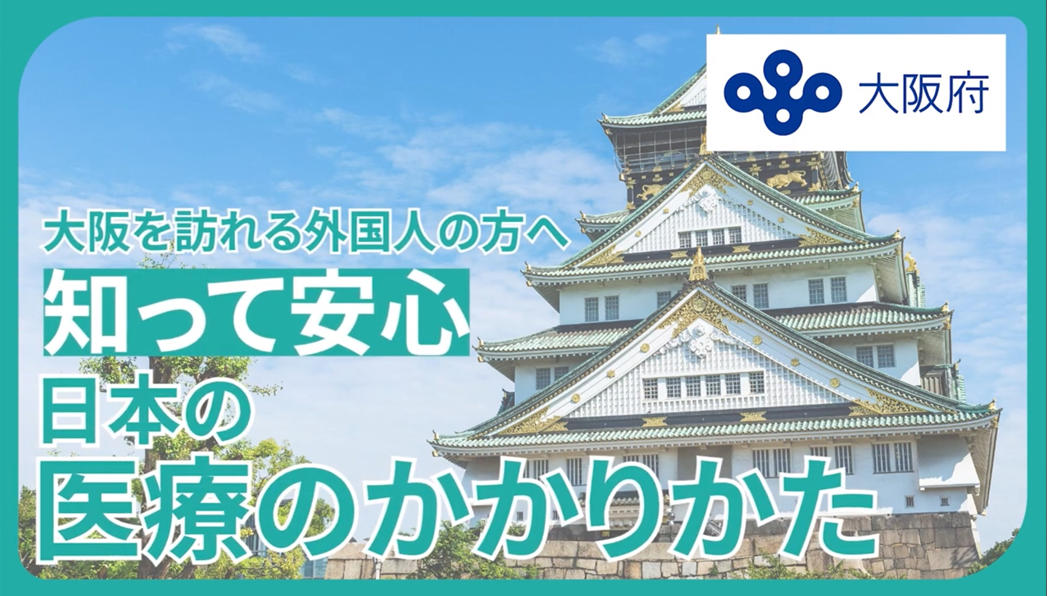 大阪府
大阪を訪れる外国人の方へ
知って安心
日本の
医療のかかりかた